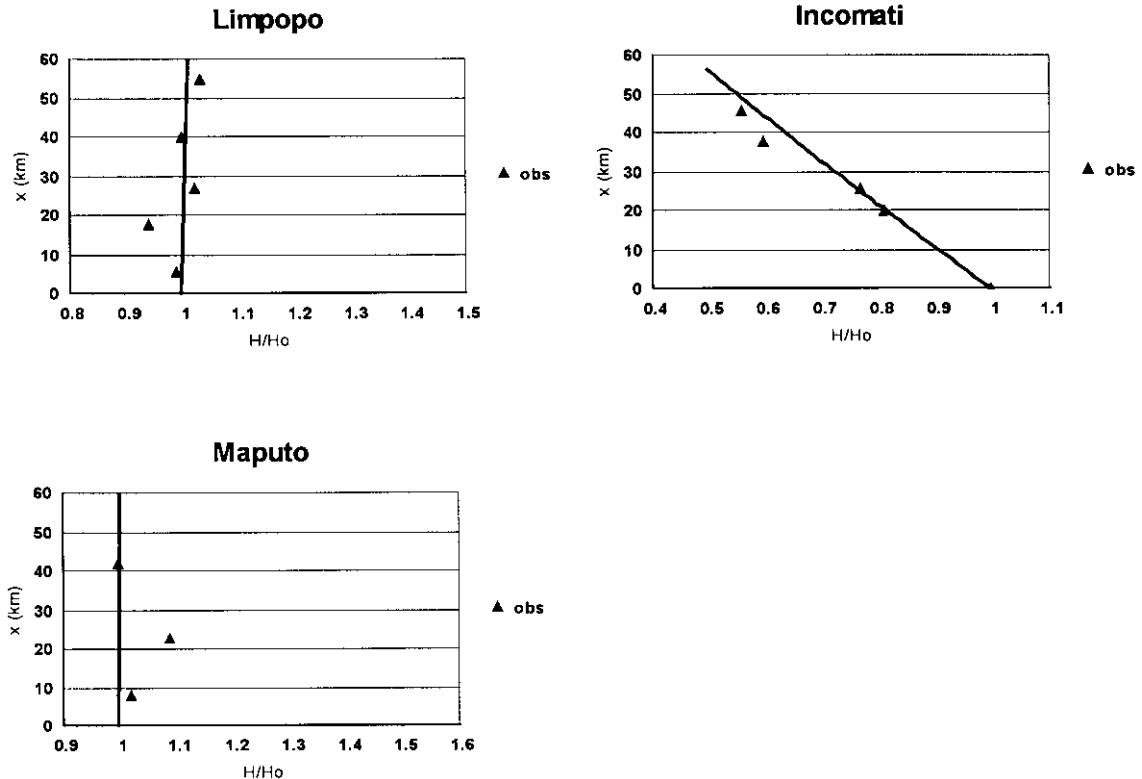 Limpopo
60
50
40
30
20
10
0
x (km)
0.8 0.9 1 1.1 1.2 1.3 1.4 1.5
H/Ho
▲ obs
Incomati
60
50
40
30
20
10
0
x (km)
0.4 0.5 0.6 0.7 0.8 0.9 1 1.1
H/Ho
▲ obs
Maputo
60
50
40
30
20
10
0
x (km)
0.9 1 1.1 1.2 1.3 1.4 1.5 1.6
H/Ho
▲ obs